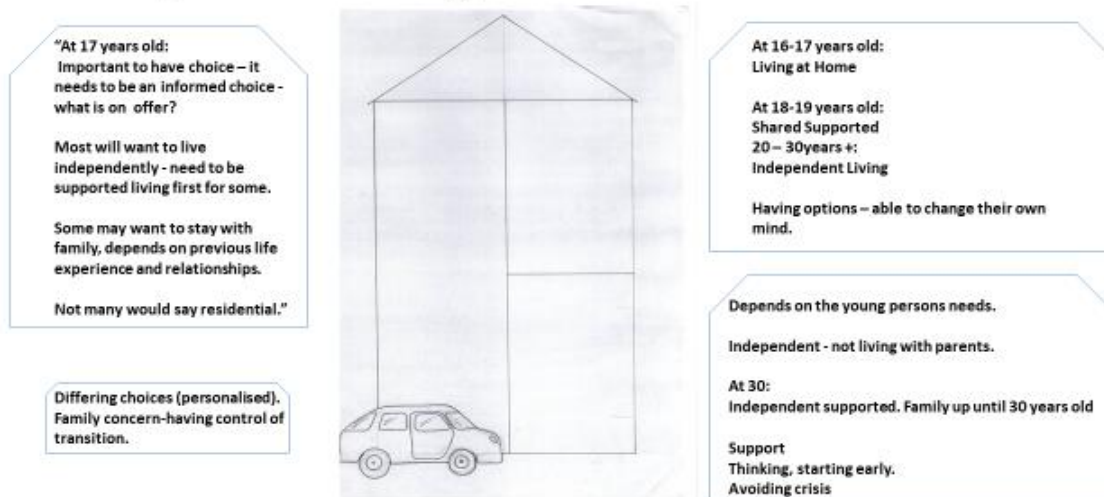 "At 17 years old:
Important to have choice – it
needs to be an informed choice -
what is on offer?
Most will want to live
independently - need to be
supported living first for some.
Some may want to stay with
family, depends on previous life
experience and relationships.
Not many would say residential."
Differing choices (personalised).
Family concern-having control of
transition.
At 16-17 years old:
Living at Home
At 18-19 years old:
Shared Supported
20 – 30years +:
Independent Living
Having options – able to change their own
mind.
Depends on the young persons needs.
Independent - not living with parents.
At 30:
Independent supported. Family up until 30 years old
Support
Thinking, starting early.
Avoiding crisis